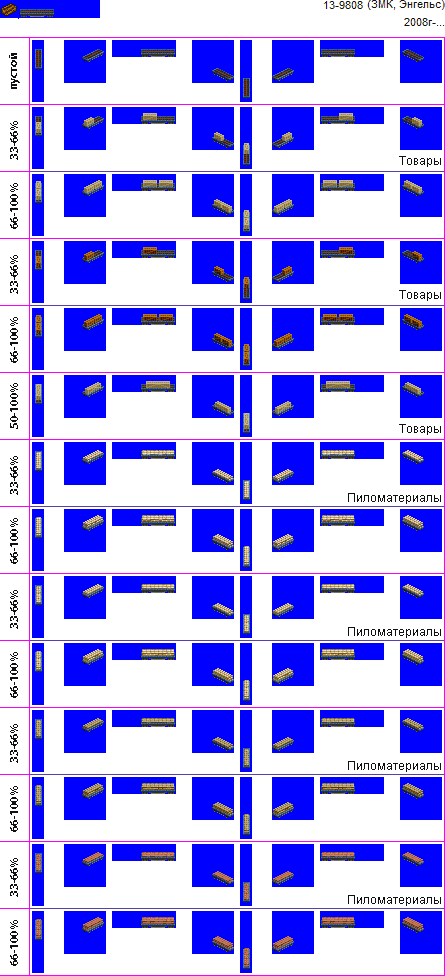 13-9808 (ЗМК, Энгельс)
2008г-...
пустой
33-66%
Товары
66-100%
33-66%
Товары
66-100%
50-100%
Товары
33-66%
Пиломатериалы
66-100%
33-66%
Пиломатериалы
66-100%
33-66%
Пиломатериалы
66-100%
33-66%
Пиломатериалы
66-100%